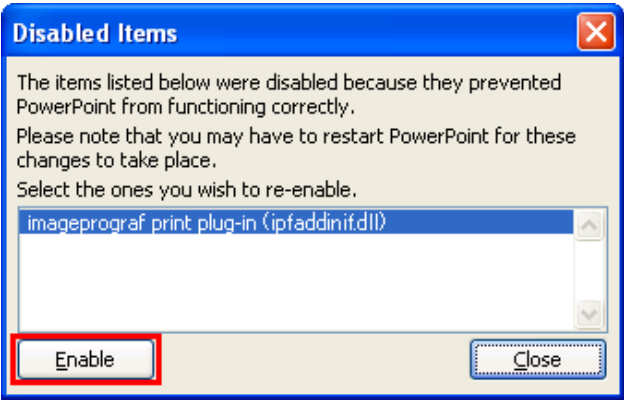 Disabled Items
The items listed below were disabled because they prevented
PowerPoint from functioning correctly.
Please note that you may have to restart PowerPoint for these
changes to take place.
Select the ones you wish to re-enable.
imageprograf print plug-in (ipfaddinif.dll)
Enable
Close